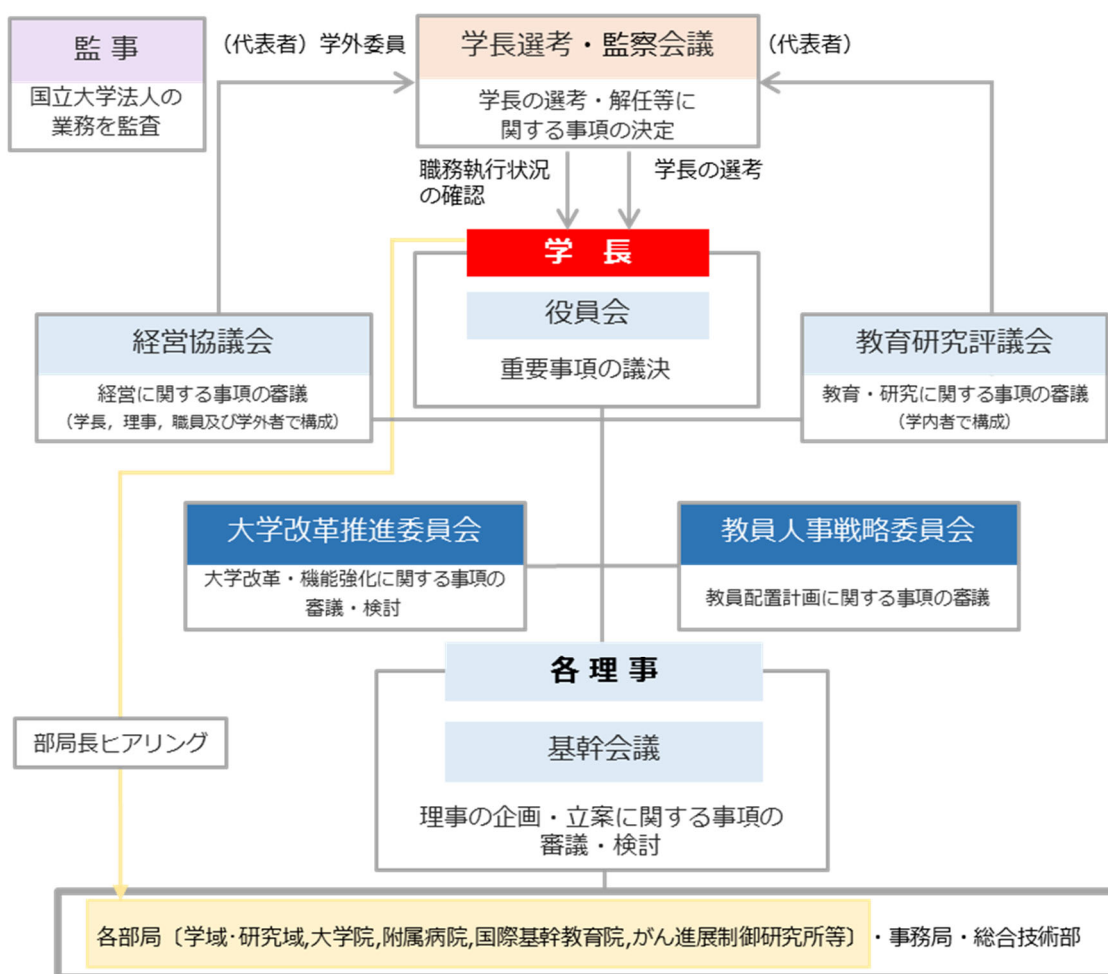 監 事
国立大学法人の
業務を監査
（代表者）学外委員
学長選考・監察会議
学長の選考・解任等に
関する事項の決定
（代表者）
職務執行状況
の確認
学長の選考
学 長
役員会
重要事項の議決
経営協議会
経営に関する事項の審議
（学長，理事，職員及び学外者で構成）
教育研究評議会
教育・研究に関する事項の審議
（学内者で構成）
大学改革推進委員会
大学改革・機能強化に関する事項の
審議・検討
教員人事戦略委員会
教員配置計画に関する事項の審議
各 理 事
基幹会議
理事の企画・立案に関する事項の
審議・検討
部局長ヒアリング
各部局〔学域･研究域,大学院,附属病院,国際基幹教育院,がん進展制御研究所等〕・事務局・総合技術部